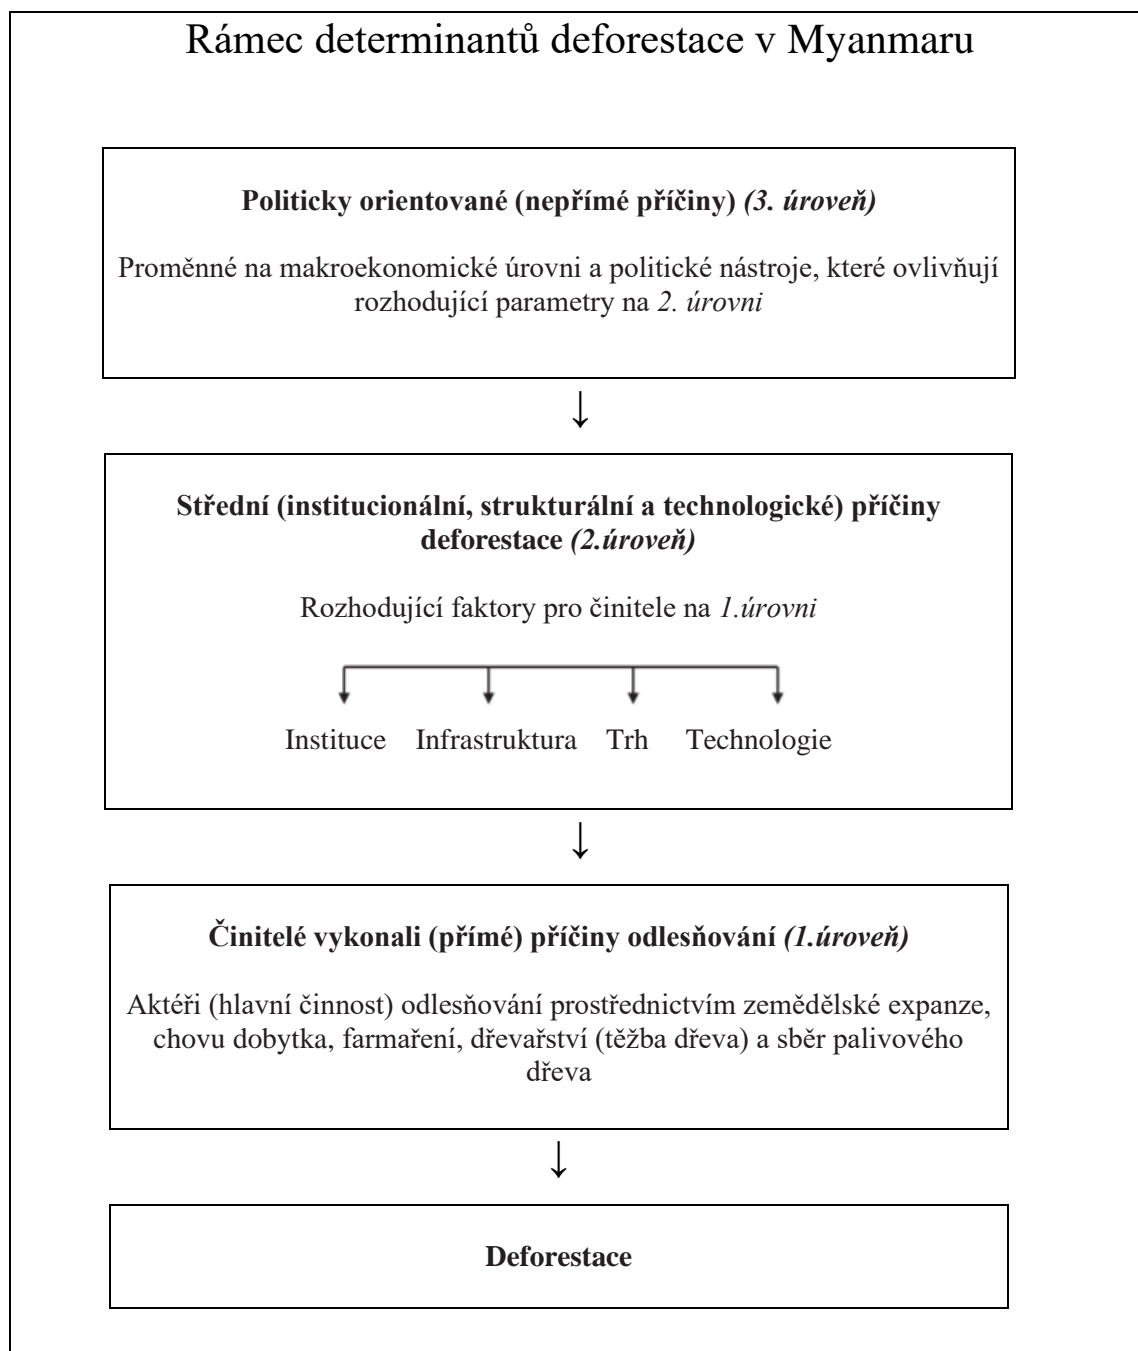 Rámec determinantů deforestace v Myanmaru
Politicky orientované (nepřímé příčiny) (3. úroveň)
Proměnné na makroekonomické úrovni a politické nástroje, které ovlivňují
rozhodující parametry na 2. úrovni
↓
Střední (institucionální, strukturální a technologické) příčiny
deforestace (2.úroveň)
Rozhodující faktory pro činitele na 1.úrovni
Instituce Infrastruktura Trh Technologie
↓
Činitelé vykonali (přímé) příčiny odlesňování (1.úroveň)
Aktéři (hlavní činnost) odlesňování prostřednictvím zemědělské expanze,
chovu dobytka, farmaření, dřevařství (těžba dřeva) a sběr palivového
dřeva
↓
Deforestace